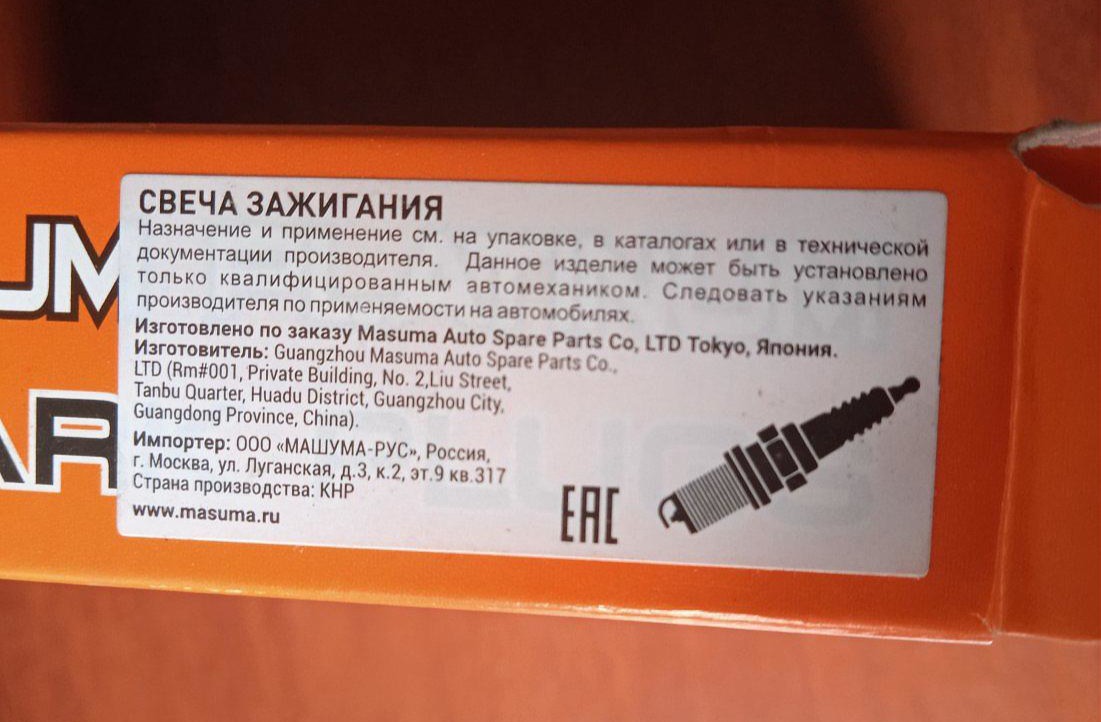 СВЕЧА ЗАЖИГАНИЯ
Назначение и применение см. на упаковке, в каталогах или в технической
документации производителя. Данное изделие может быть установлено
только квалифицированным автомехаником. Следовать указаниям
производителя по применяемости на автомобилях.
Изготовлено по заказу Masuma Auto Spare Parts Co, LTD Tokyo, Япония.
Изготовитель: Guangzhou Masuma Auto Spare Parts Co.,
LTD (Rm#001, Private Building, No. 2,Liu Street,
Tanbu Quarter, Huadu District, Guangzhou City,
Guangdong Province, China).
Импортер: ООО «МАШУМА-РУС», Россия,
г. Москва, ул. Луганская, д.3, к.2, эт.9 кв.317
Страна производства: КНР
www.masuma.ru
EAC
UM
AR